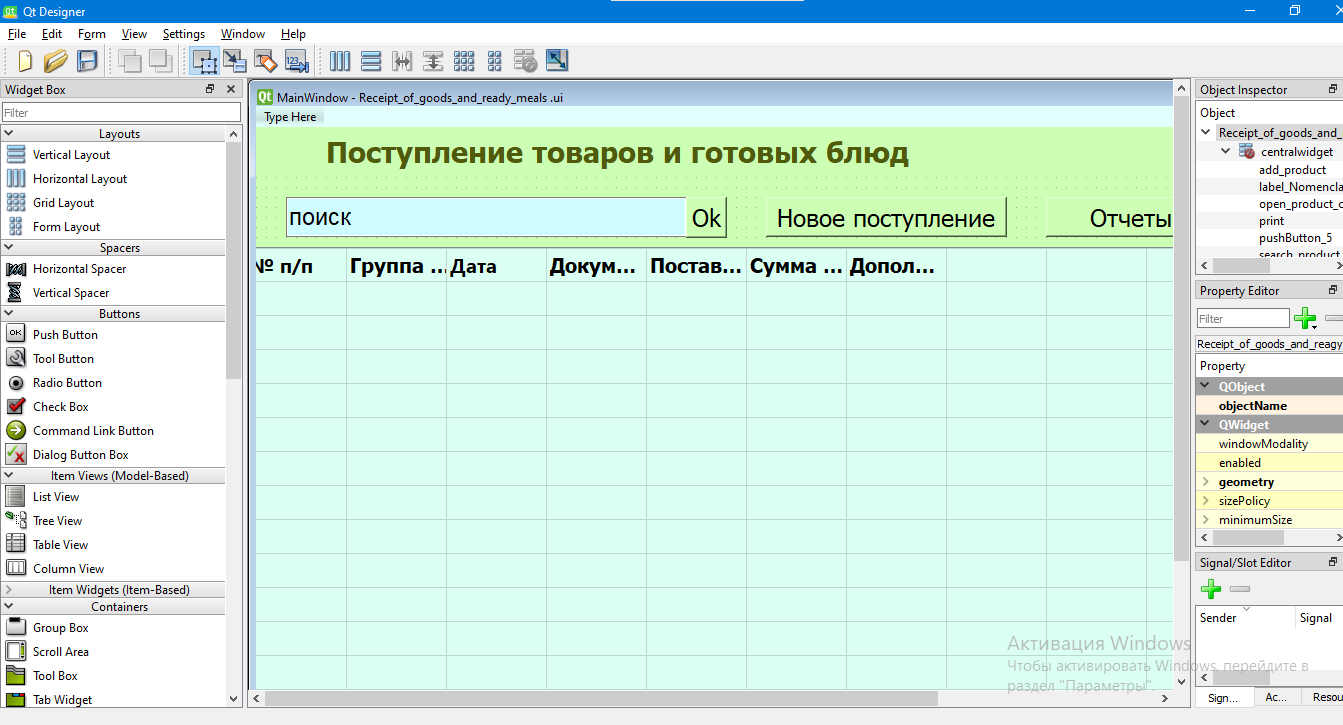 Qt Designer
File Edit Form View Settings Window Help
Widget Box
Filter
Layouts
Vertical Layout
Horizontal Layout
Grid Layout
Form Layout
Spacers
Horizontal Spacer
Vertical Spacer
Buttons
Push Button
Tool Button
Radio Button
Check Box
Command Link Button
Dialog Button Box
Item Views (Model-Based)
List View
Tree View
Table View
Column View
Item Widgets (Item-Based)
Containers
Group Box
Scroll Area
Tool Box
Tab Widget
MainWindow - Receipt_of_goods_and_ready_meals .ui
Type Here
Поступление товаров и готовых блюд
поиск Ok Новое поступление Отчеты
№ п/п Группа ... Дата Докум... Постав... Сумма ... Допол...
Object Inspector
Object
Receipt_of_goods_and_
centralwidget
add_product
label_Nomencla
open_product_c
print
pushButton_5
search_product
Property Editor
Filter
Receipt_of_goods_and_reagy
Property
QObject
objectName
QWidget
windowModality
enabled
geometry
sizePolicy
minimumSize
Signal/Slot Editor
Sender Signal
Sign... Ac... Resou
Активация Windows
Чтобы активировать Windows, перейдите в
раздел "Параметры".